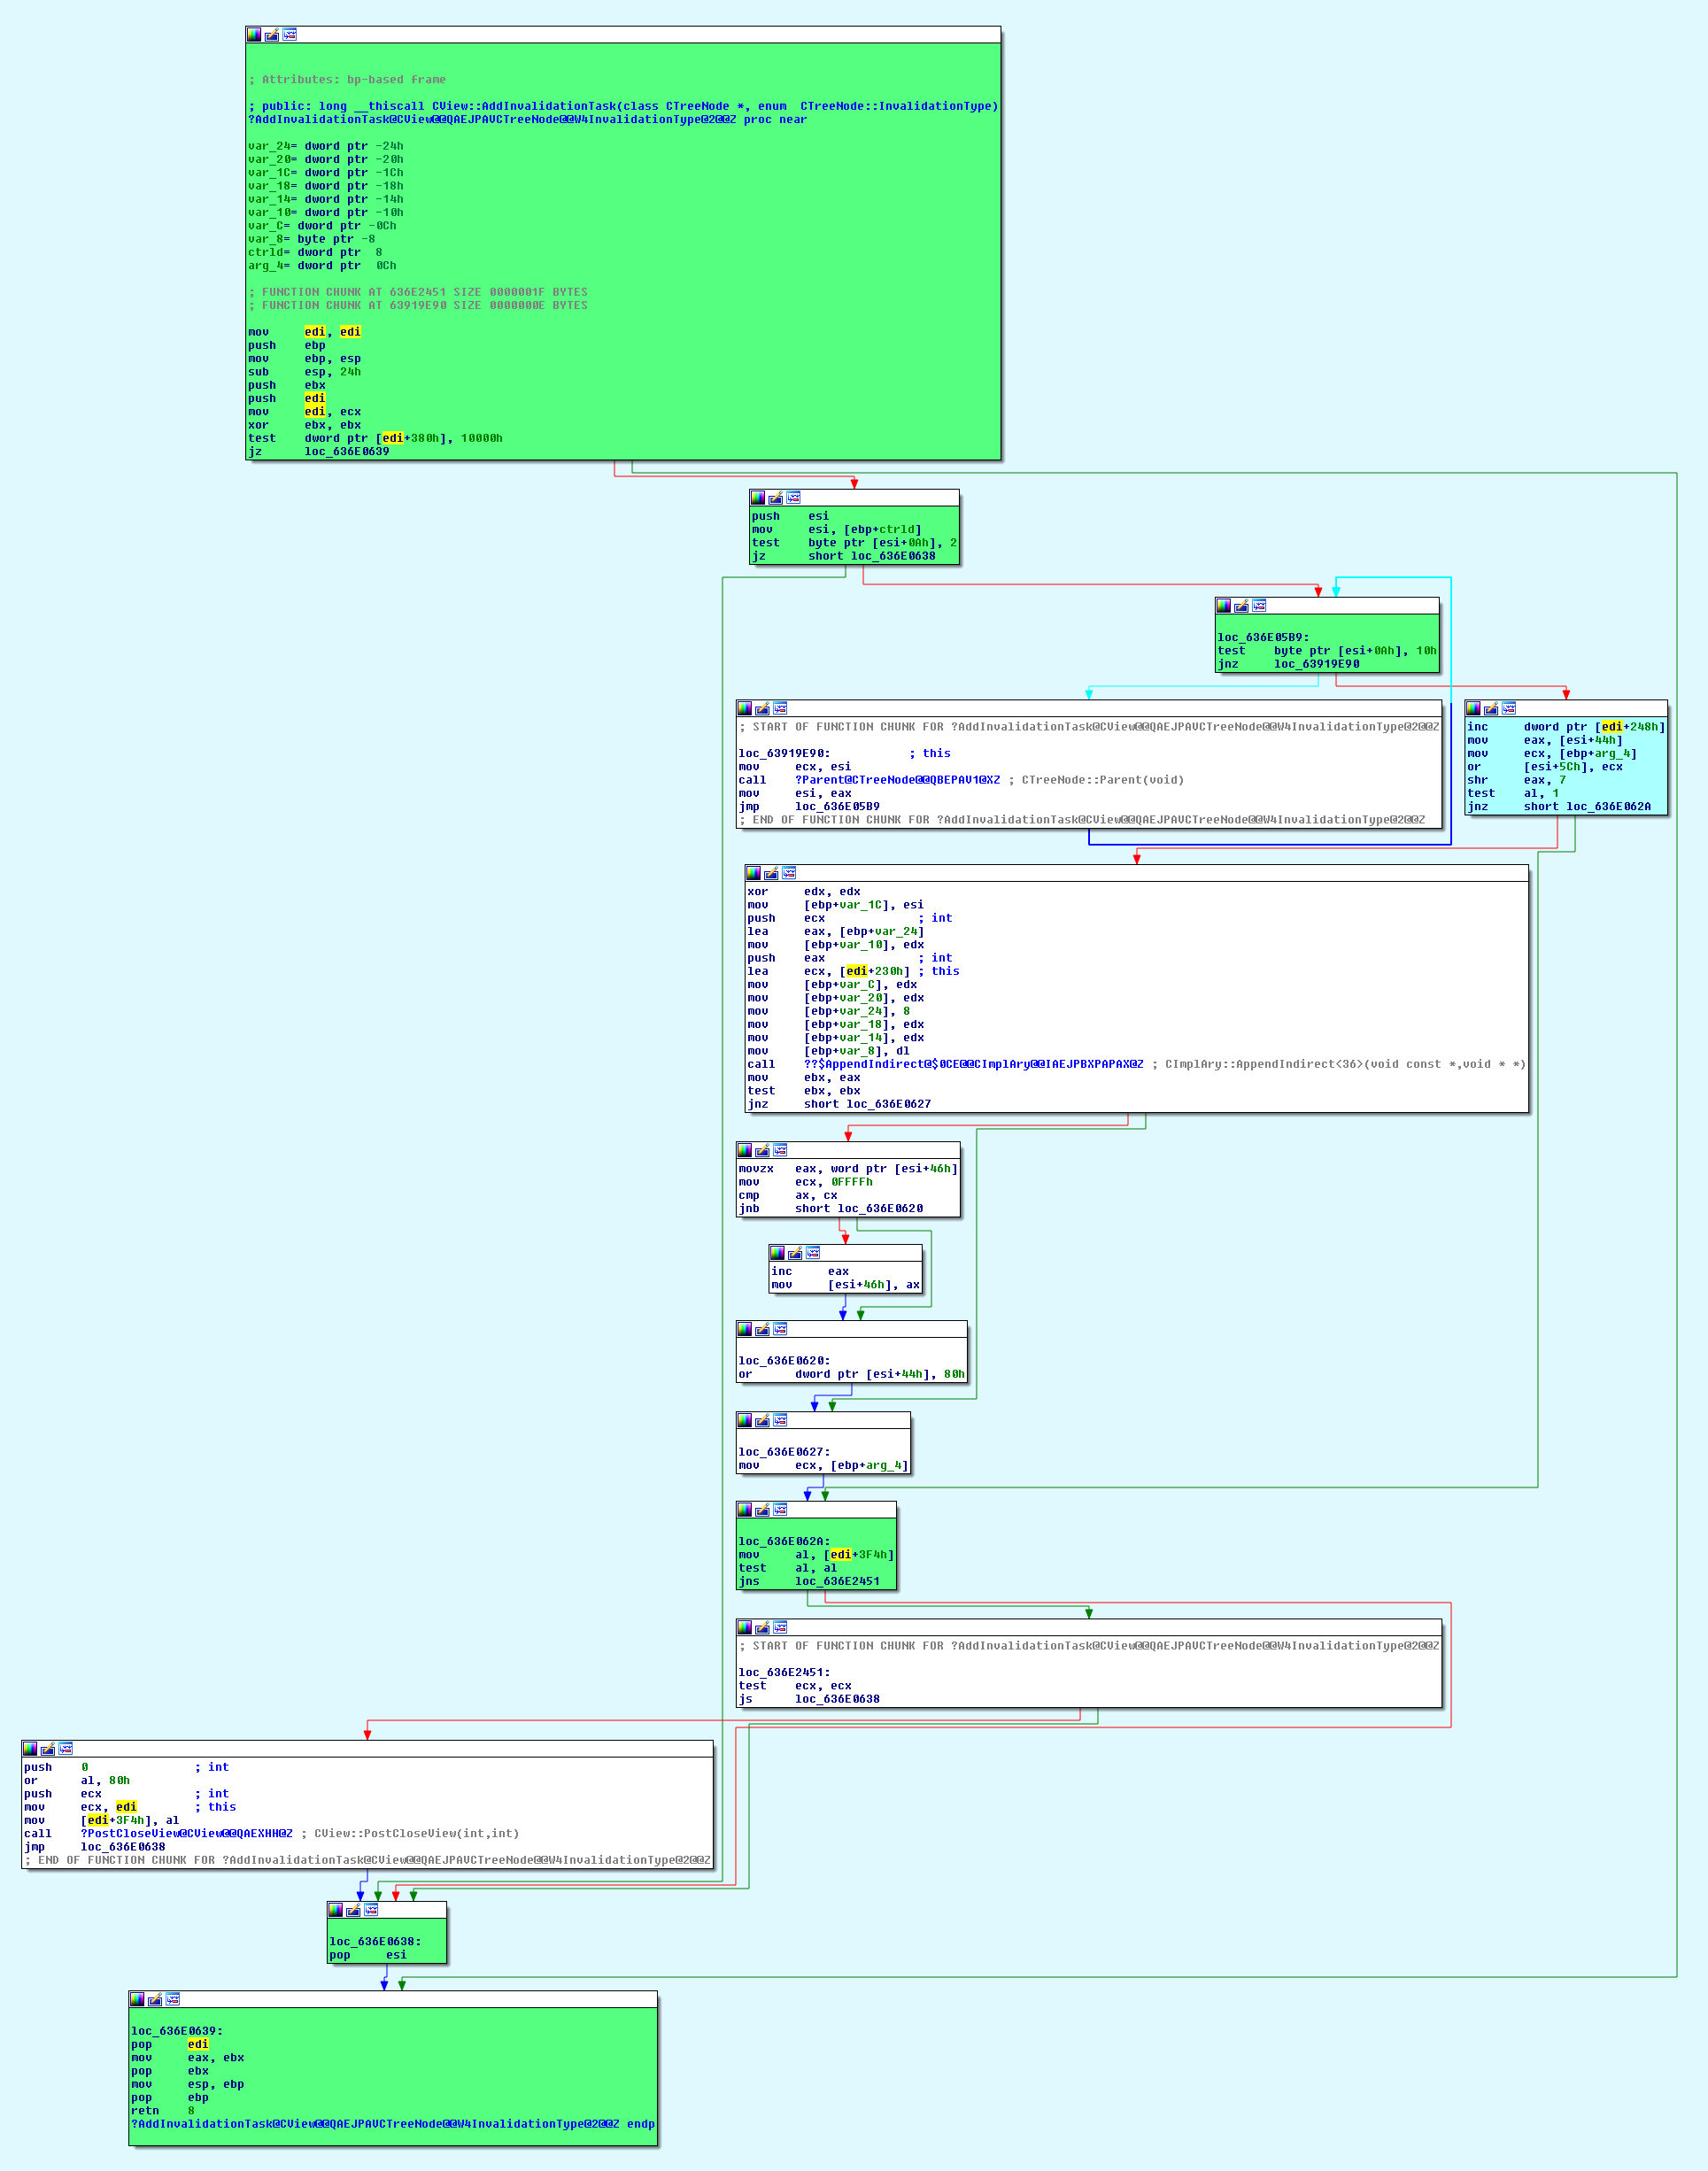 ; Attributes: bp-based frame
; public: long __thiscall CView::AddInvalidationTask(class CTreeNode *, enum  CTreeNode::InvalidationType)
?AddInvalidationTask@CView@@QAEJPAVCTreeNode@@W4InvalidationType@2@@Z proc near
var_24= dword ptr -24h
var_20= dword ptr -20h
var_1C= dword ptr -1Ch
var_18= dword ptr -18h
var_14= dword ptr -14h
var_10= dword ptr -10h
var_C= dword ptr -0Ch
var_8= byte ptr -8
ctrld= dword ptr  8
arg_4= dword ptr  0Ch
; FUNCTION CHUNK AT 636E2451 SIZE 0000001F BYTES
; FUNCTION CHUNK AT 63919E90 SIZE 0000000E BYTES
mov     edi, edi
push    ebp
mov     ebp, esp
sub     esp, 24h
push    ebx
push    edi
mov     edi, ecx
xor     ebx, ebx
test    dword ptr [edi+380h], 10000h
jz      loc_636E0639
push    esi
mov     esi, [ebp+ctrld]
test    byte ptr [esi+0Ah], 2
jz      short loc_636E0638
loc_636E05B9:
test    byte ptr [esi+0Ah], 10h
jnz     loc_63919E90
; START OF FUNCTION CHUNK FOR ?AddInvalidationTask@CView@@QAEJPAVCTreeNode@@W4InvalidationType@2@@Z
loc_63919E90:           ; this
mov     ecx, esi
call    ?Parent@CTreeNode@@QBEPAV1@XZ ; CTreeNode::Parent(void)
mov     esi, eax
jmp     loc_636E05B9
; END OF FUNCTION CHUNK FOR ?AddInvalidationTask@CView@@QAEJPAVCTreeNode@@W4InvalidationType@2@@Z
inc     dword ptr [edi+248h]
mov     eax, [esi+44h]
mov     ecx, [ebp+arg_4]
or      [esi+5Ch], ecx
shr     eax, 7
test    al, 1
jnz     short loc_636E062A
xor     edx, edx
mov     [ebp+var_1C], esi
push    ecx             ; int
lea     eax, [ebp+var_24]
mov     [ebp+var_10], edx
push    eax             ; int
lea     ecx, [edi+230h] ; this
mov     [ebp+var_C], edx
mov     [ebp+var_20], edx
mov     [ebp+var_24], 8
mov     [ebp+var_18], edx
mov     [ebp+var_14], edx
mov     [ebp+var_8], dl
call    ??$AppendIndirect@$0CE@@CImplAry@@IAEJPBXPAPAX@Z ; CImplAry::AppendIndirect<36>(void const *,void * *)
mov     ebx, eax
test    ebx, ebx
jnz     short loc_636E0627
movzx   eax, word ptr [esi+46h]
mov     ecx, 0FFFFh
cmp     ax, cx
jnb     short loc_636E0620
inc     eax
mov     [esi+46h], ax
loc_636E0620:
or      dword ptr [esi+44h], 80h
loc_636E0627:
mov     ecx, [ebp+arg_4]
loc_636E062A:
mov     al, [edi+3F4h]
test    al, al
jns     loc_636E2451
; START OF FUNCTION CHUNK FOR ?AddInvalidationTask@CView@@QAEJPAVCTreeNode@@W4InvalidationType@2@@Z
loc_636E2451:
test    ecx, ecx
js      loc_636E0638
push    0               ; int
or      al, 80h
push    ecx             ; int
mov     ecx, edi        ; this
mov     [edi+3F4h], al
call    ?PostCloseView@CView@@QAEXHH@Z ; CView::PostCloseView(int,int)
jmp     loc_636E0638
; END OF FUNCTION CHUNK FOR ?AddInvalidationTask@CView@@QAEJPAVCTreeNode@@W4InvalidationType@2@@Z
loc_636E0638:
pop     esi
loc_636E0639:
pop     edi
mov     eax, ebx
pop     ebx
mov     esp, ebp
pop     ebp
retn    8
?AddInvalidationTask@CView@@QAEJPAVCTreeNode@@W4InvalidationType@2@@Z endp